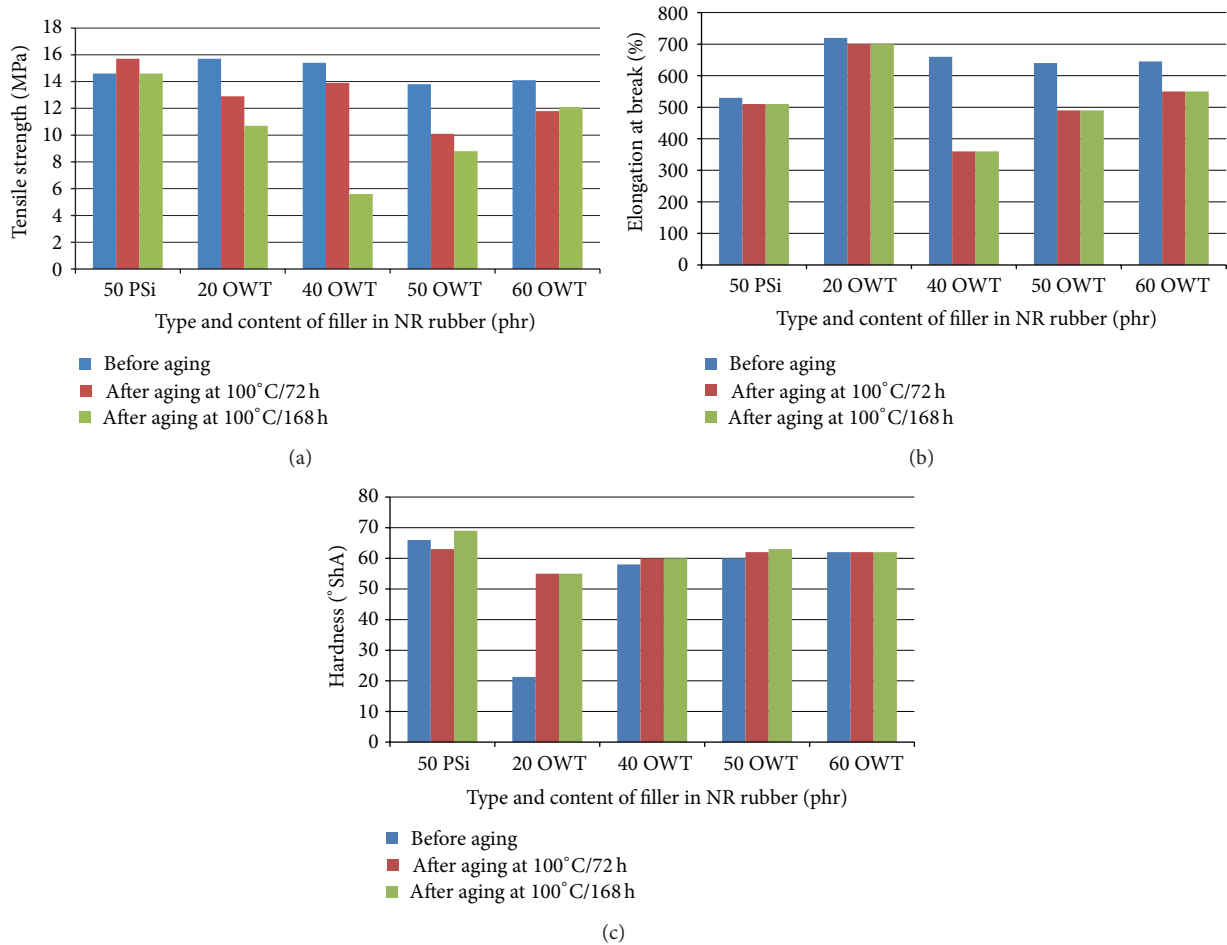 18
16
14
12
10
8
6
4
2
0
Tensile strength (MPa)
50 PSi 20 OWT 40 OWT 50 OWT 60 OWT
Type and content of filler in NR rubber (phr)
Before aging
After aging at 100°C/72 h
After aging at 100°C/168 h
(a)
800
700
600
500
400
300
200
100
0
Elongation at break (%)
50 PSi 20 OWT 40 OWT 50 OWT 60 OWT
Type and content of filler in NR rubber (phr)
Before aging
After aging at 100°C/72 h
After aging at 100°C/168 h
(b)
80
70
60
50
40
30
20
10
0
Hardness (°ShA)
50 PSi 20 OWT 40 OWT 50 OWT 60 OWT
Type and content of filler in NR rubber (phr)
Before aging
After aging at 100°C/72 h
After aging at 100°C/168 h
(c)